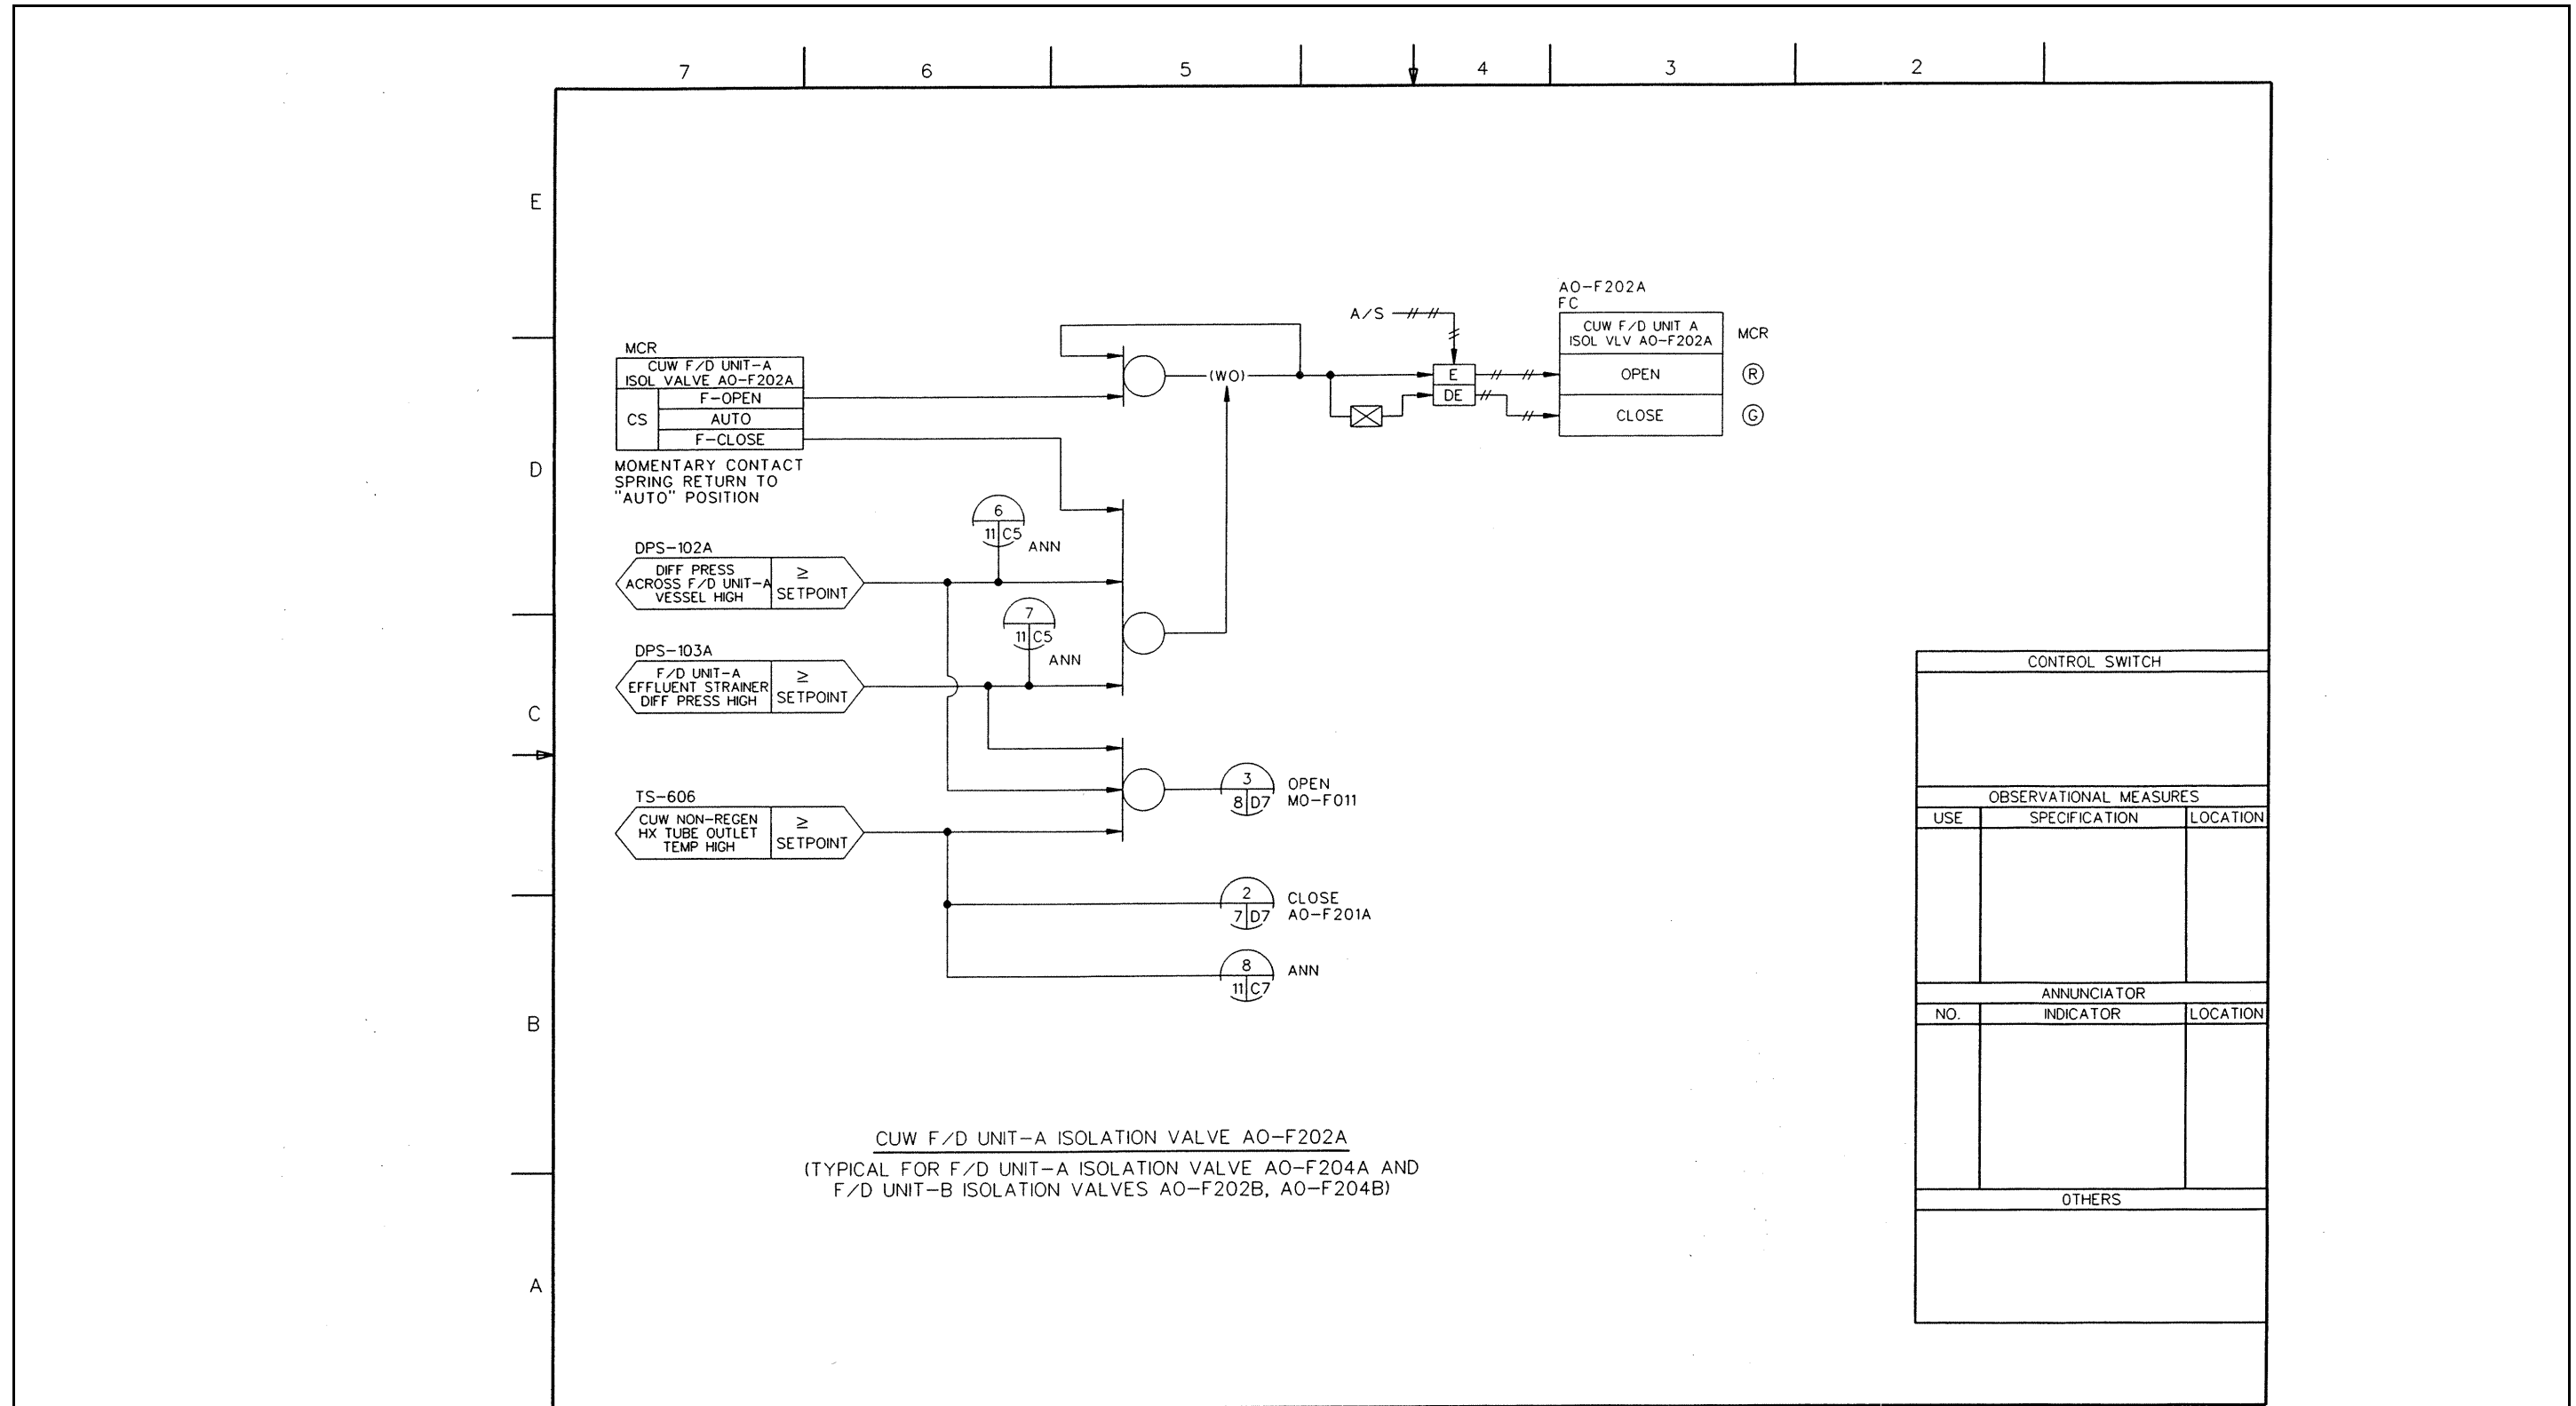 7
6
5
4
3
2
E
D
C
B
A
MCR
CUW F/D UNIT-A
ISOL VALVE AO-F202A
CS
F-OPEN
AUTO
F-CLOSE
MOMENTARY CONTACT
SPRING RETURN TO
"AUTO" POSITION
(WO)
A/S
E
DE
AO-F202A
FC
CUW F/D UNIT A
ISOL VLV AO-F202A
OPEN
CLOSE
MCR
R
G
6
11 C5
ANN
DPS-102A
DIFF PRESS
ACROSS F/D UNIT-A
VESSEL HIGH
≥
SETPOINT
7
11 C5
ANN
DPS-103A
F/D UNIT-A
EFFLUENT STRAINER
DIFF PRESS HIGH
≥
SETPOINT
3
8 D7
OPEN
MO-F011
TS-606
CUW NON-REGEN
HX TUBE OUTLET
TEMP HIGH
≥
SETPOINT
2
7 D7
CLOSE
AO-F201A
8
11 C7
ANN
CUW F/D UNIT-A ISOLATION VALVE AO-F202A
(TYPICAL FOR F/D UNIT-A ISOLATION VALVE AO-F204A AND
F/D UNIT-B ISOLATION VALVES AO-F202B, AO-F204B)
CONTROL SWITCH
OBSERVATIONAL MEASURES
USE SPECIFICATION LOCATION
ANNUNCIATOR
NO. INDICATOR LOCATION
OTHERS